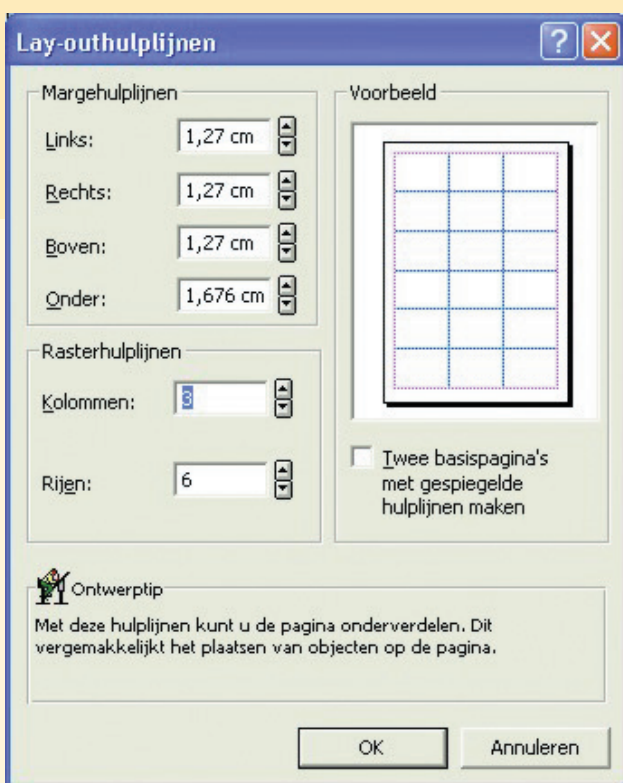 Lay-outhulplijnen
Margehulplijnen
Links: 1,27 cm
Rechts: 1,27 cm
Boven: 1,27 cm
Onder: 1,676 cm
Rasterhulplijnen
Kolommen: 3
Rijen: 6
Voorbeeld
Twee basispagina's
met gespiegelde
hulplijnen maken
Ontwerptip
Met deze hulplijnen kunt u de pagina onderverdelen. Dit
vergemakkelijkt het plaatsen van objecten op de pagina.
OK Annuleren